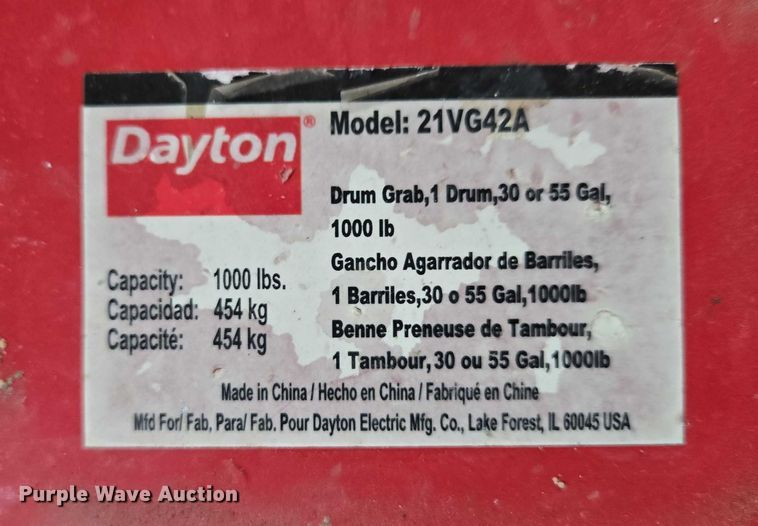 Dayton®
Model: 21VG42A
Drum Grab,1 Drum,30 or 55 Gal,
1000 lb
Gancho Agarrador de Barriles,
1 Barriles,30 o 55 Gal,1000lb
Benne Preneuse de Tambour,
1 Tambour,30 ou 55 Gal,1000lb
Capacity: 1000 lbs.
Capacidad: 454 kg
Capacité: 454 kg
Made in China / Hecho en China / Fabriqué en Chine
Mfd For/ Fab, Para/ Fab. Pour Dayton Electric Mfg. Co., Lake Forest, IL 60045 USA
Purple Wave Auction